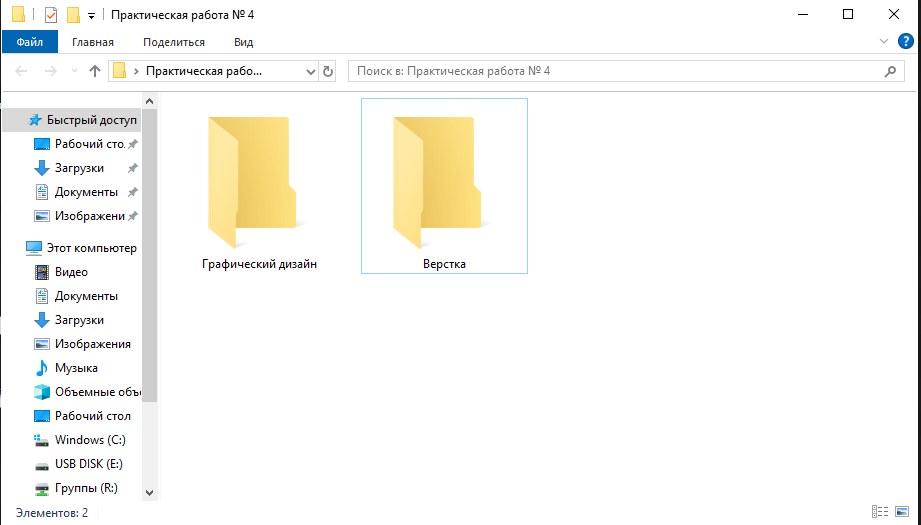 Практическая работа № 4
Файл
Главная
Поделиться
Вид
Практическая рабо...
Поиск в: Практическая работа № 4
Быстрый доступ
Рабочий сто
Загрузки
Документы
Изображени
Этот компьютер
Видео
Документы
Загрузки
Изображения
Музыка
Объемные объ
Рабочий стол
Windows (C:)
USB DISK (E:)
Группы (R:)
Графический дизайн
Верстка
Элементов: 2